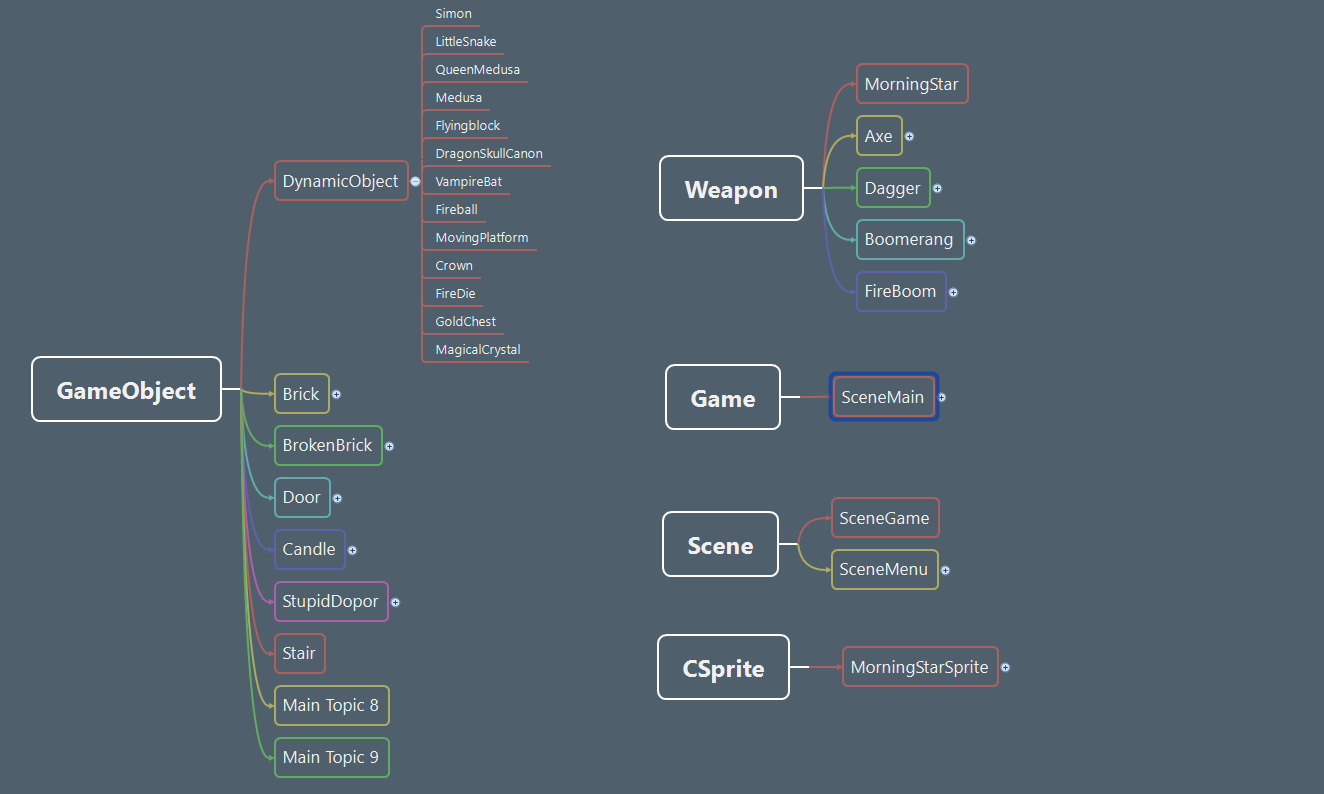 GameObject
DynamicObject
Simon
LittleSnake
QueenMedusa
Medusa
Flyingblock
DragonSkullCanon
VampireBat
Fireball
MovingPlatform
Crown
FireDie
GoldChest
MagicalCrystal
Brick
BrokenBrick
Door
Candle
StupidDopor
Stair
Main Topic 8
Main Topic 9
Weapon
MorningStar
Axe
Dagger
Boomerang
FireBoom
Game
SceneMain
Scene
SceneGame
SceneMenu
CSprite
MorningStarSprite